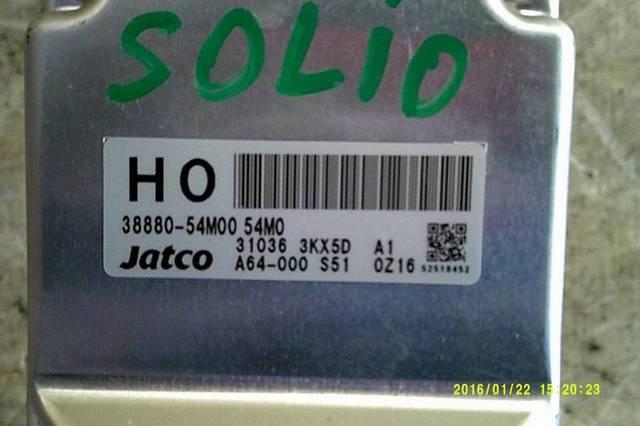 SOLIO
HO
38880-54M00 54M0
31036 3KX5D A1
Jatco A64-000 S51 0Z16 52518452
2016/01/22 15:20:23